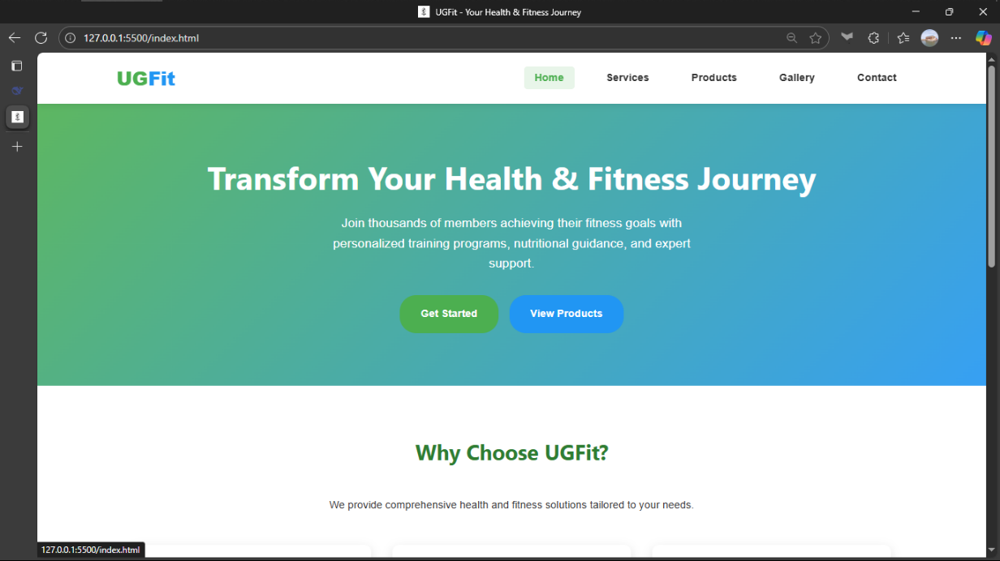 UGFit - Your Health & Fitness Journey
127.0.0.1:5500/index.html
UGFit
Home
Services
Products
Gallery
Contact
Transform Your Health & Fitness Journey
Join thousands of members achieving their fitness goals with
personalized training programs, nutritional guidance, and expert
support.
Get Started
View Products
Why Choose UGFit?
We provide comprehensive health and fitness solutions tailored to your needs.
127.0.0.1:5500/index.html